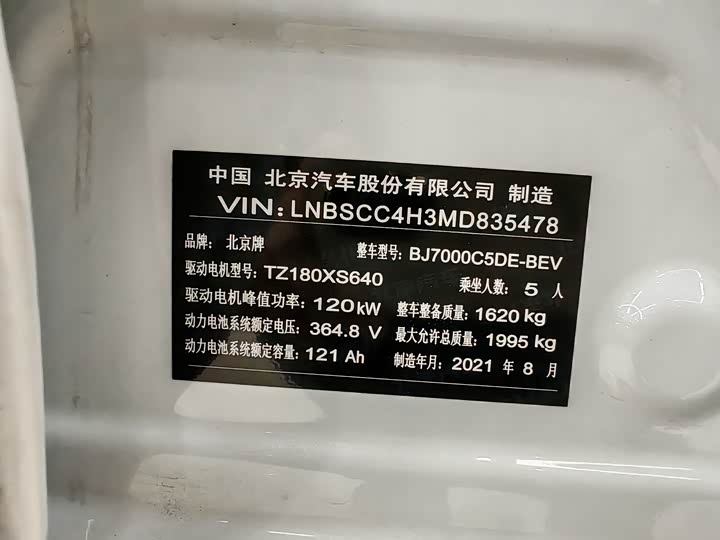 中国 北京汽车股份有限公司 制造
VIN: LNBSCC4H3MD835478
品牌: 北京牌 整车型号: BJ7000C5DE-BEV
驱动电机型号: TZ180XS640 乘坐人数: 5 人
驱动电机峰值功率: 120kW 整车整备质量: 1620 kg
动力电池系统额定电压: 364.8 V 最大允许总质量: 1995 kg
动力电池系统额定容量: 121 Ah 制造年月: 2021 年 8 月